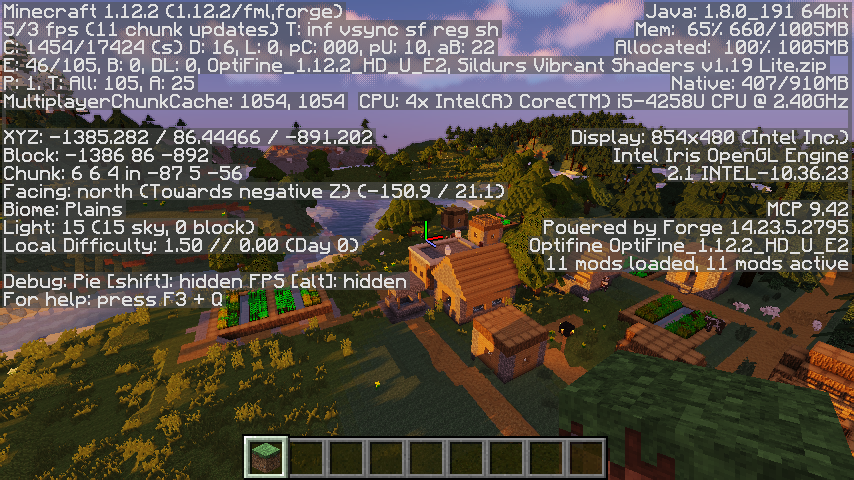 Minecraft 1.12.2 (1.12.2/fml,forge)
5/3 fps (11 chunk updates) T: inf vsync sf reg sh
C: 1454/17424 (s) D: 16, L: 0, pC: 000, pU: 10, aB: 22
E: 46/105, B: 0, DL: 0, OptiFine_1.12.2_HD_U_E2, Sildurs Vibrant Shaders v1.19 Lite.zip
P: 1. T: All: 105, A: 25
MultiplayerChunkCache: 1054, 1054
XYZ: -1385.282 / 86.44466 / -891.202
Block: -1386 86 -892
Chunk: 6 6 4 in -87 5 -56
Facing: north (Towards negative Z) (-150.9 / 21.1)
Biome: Plains
Light: 15 (15 sky, 0 block)
Local Difficulty: 1.50 // 0.00 (Day 0)
Debug: Pie [shift]: hidden FPS [alt]: hidden
For help: press F3 + Q
Java: 1.8.0_191 64bit
Mem: 65% 660/1005MB
Allocated: 100% 1005MB
Native: 407/910MB
CPU: 4x Intel(R) Core(TM) i5-4258U CPU @ 2.40GHz
Display: 854x480 (Intel Inc.)
Intel Iris OpenGL Engine
2.1 INTEL-10.36.23
MCP 9.42
Powered by Forge 14.23.5.2795
Optifine OptiFine_1.12.2_HD_U_E2
11 mods loaded, 11 mods active